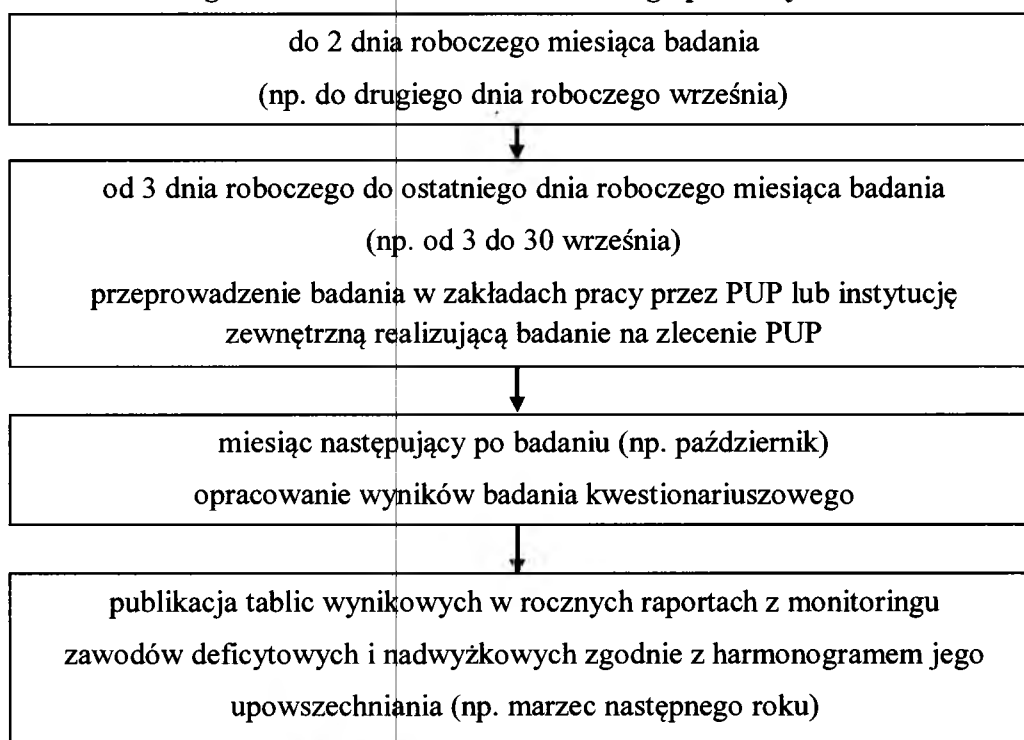 do 2 dnia roboczego miesiąca badania
(np. do drugiego dnia roboczego września)
od 3 dnia roboczego do ostatniego dnia roboczego miesiąca badania
(np. od 3 do 30 września)
przeprowadzenie badania w zakładach pracy przez PUP lub instytucję
zewnętrzną realizującą badanie na zlecenie PUP
miesiąc następujący po badaniu (np. październik)
opracowanie wyników badania kwestionariuszowego
publikacja tablic wynikowych w rocznych raportach z monitoringu
zawodów deficytowych i nadwyżkowych zgodnie z harmonogramem jego
upowszechniania (np. marzec następnego roku)